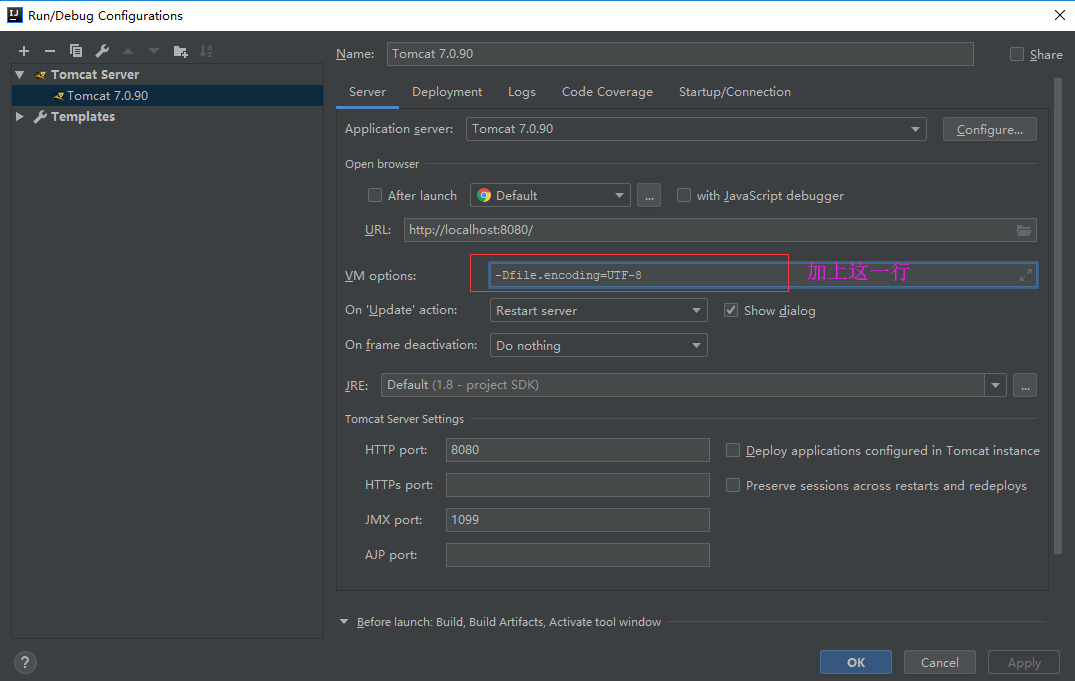 Run/Debug Configurations
Tomcat Server
Tomcat 7.0.90
Templates
Name: Tomcat 7.0.90 Share
Server Deployment Logs Code Coverage Startup/Connection
Application server: Tomcat 7.0.90 Configure...
Open browser
After launch Default ... with JavaScript debugger
URL: http://localhost:8080/
VM options: -Dfile.encoding=UTF-8 加上这一行
On 'Update' action: Restart server Show dialog
On frame deactivation: Do nothing
JRE: Default (1.8 - project SDK) ...
Tomcat Server Settings
HTTP port: 8080 Deploy applications configured in Tomcat instance
HTTPs port: Preserve sessions across restarts and redeploys
JMX port: 1099
AJP port:
Before launch: Build, Build Artifacts, Activate tool window
? OK Cancel Apply